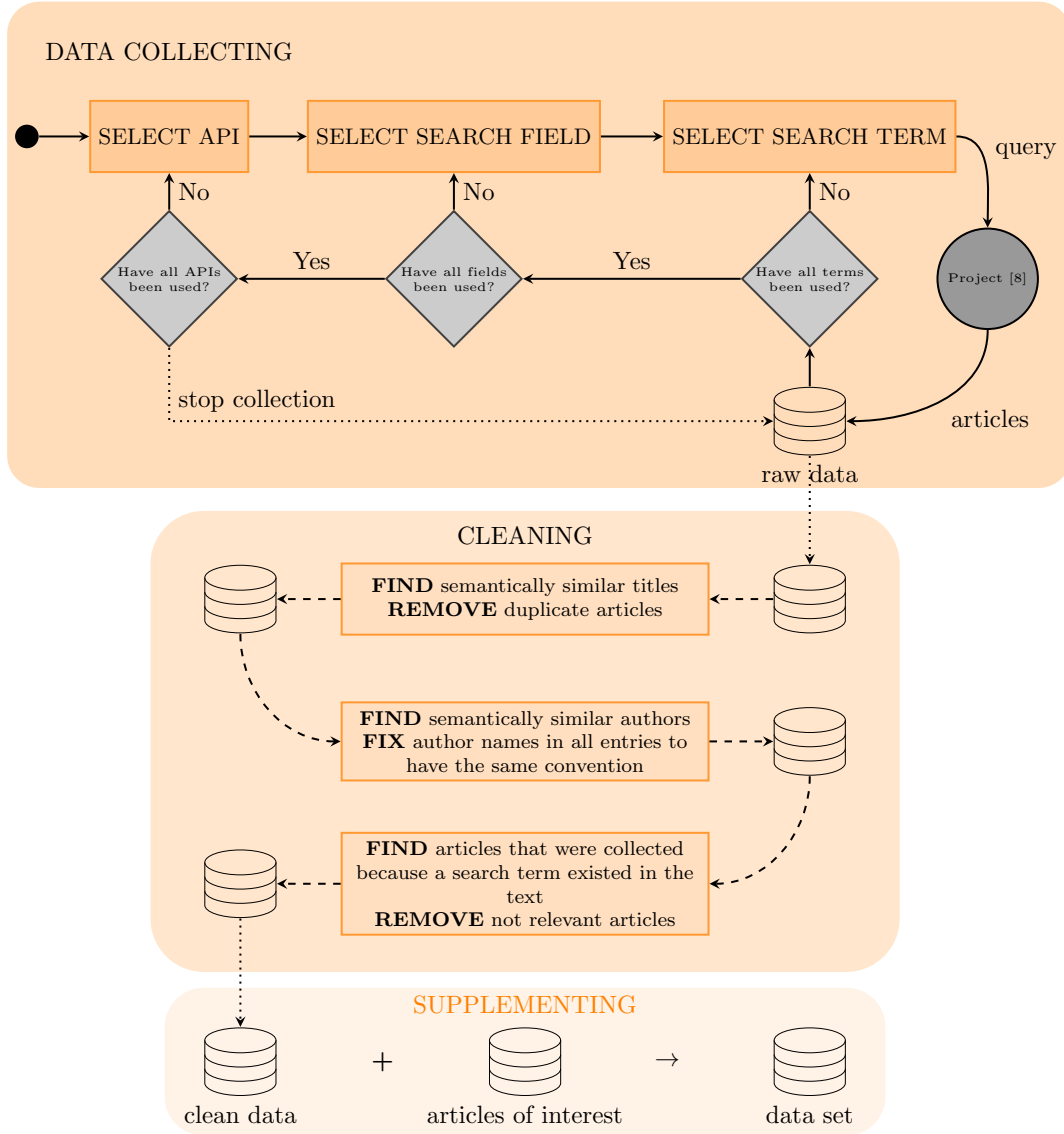 DATA COLLECTING
SELECT API
SELECT SEARCH FIELD
SELECT SEARCH TERM
query
No
No
No
Have all APIs
been used?
Yes
Have all fields
been used?
Yes
Have all terms
been used?
Project [8]
stop collection
articles
raw data
CLEANING
FIND semantically similar titles
REMOVE duplicate articles
FIND semantically similar authors
FIX author names in all entries to
have the same convention
FIND articles that were collected
because a search term existed in the
text
REMOVE not relevant articles
SUPPLEMENTING
+
→
clean data
articles of interest
data set